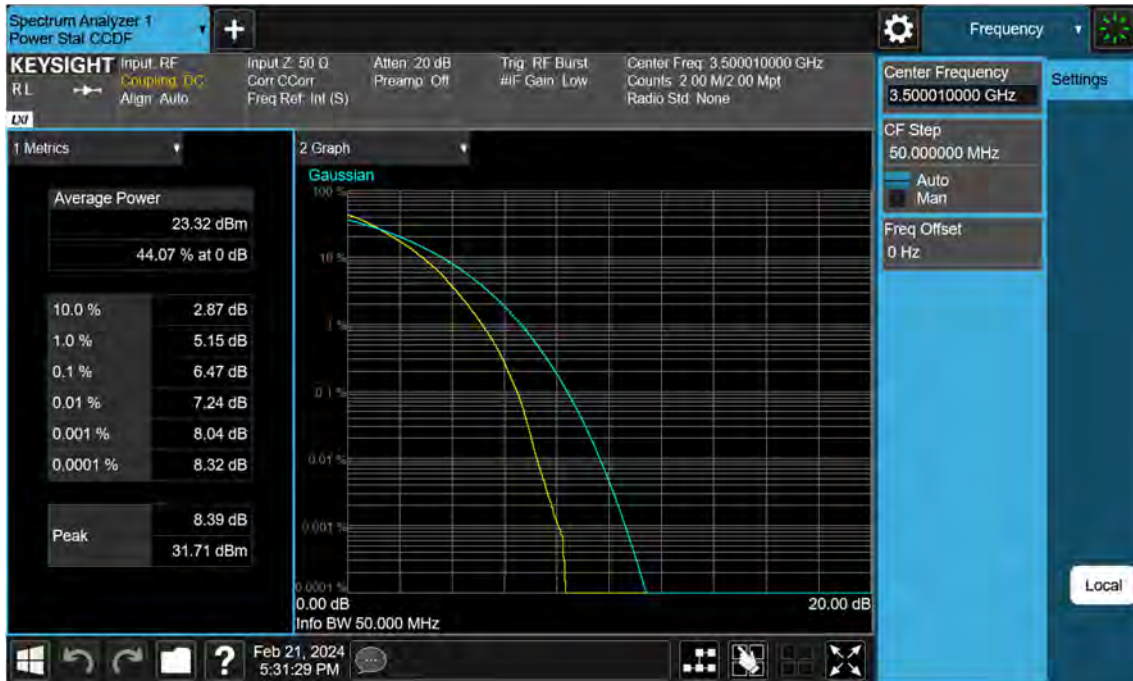 Spectrum Analyzer 1
Power Stat CCDF
+
Frequency
KEYSIGHT
RL
LXI
Input: RF
Coupling: DC
Align: Auto
Input Z: 50 Ω
Corr CCorr
Freq Ref: Int (S)
Atten: 20 dB
Preamp: Off
Trig: RF Burst
#IF Gain: Low
Center Freq: 3.500010000 GHz
Counts: 2.00 M/2.00 Mpt
Radio Std: None
Center Frequency
3.500010000 GHz
Settings
CF Step
50.000000 MHz
Auto
Man
Freq Offset
0 Hz
1 Metrics
Average Power
23.32 dBm
44.07 % at 0 dB
10.0 % 2.87 dB
1.0 % 5.15 dB
0.1 % 6.47 dB
0.01 % 7.24 dB
0.001 % 8.04 dB
0.0001 % 8.32 dB
Peak
8.39 dB
31.71 dBm
2 Graph
Gaussian
100 %
10 %
1 %
0.1 %
0.01 %
0.001 %
0.0001 %
0.00 dB 20.00 dB
Info BW 50.000 MHz
Local
?
Feb 21, 2024
5:31:29 PM